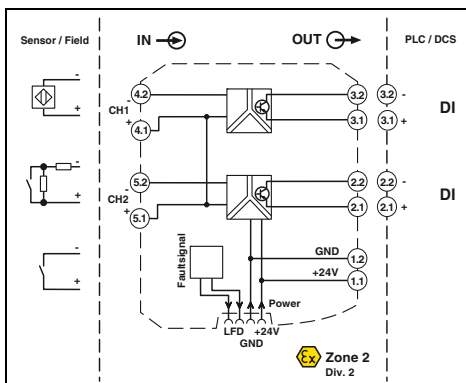 Sensor / Field
IN
OUT
PLC / DCS
-
+
4.2
-
CH1
+
4.1
3.2
3.1
3.2 -
3.1 +
DI
-
+
5.2
CH2 -
+
5.1
2.2
2.1
2.2 -
2.1 +
DI
-
+
Faultsignal
GND
1.2
+24V
1.1
Power
LFD +24V
GND
Ex Zone 2
Div. 2